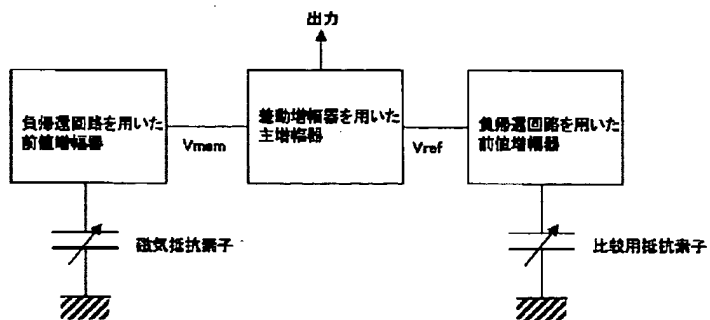 出力
負帰還回路を用いた
前値増幅器
Vmem
差動増幅器を用いた
主増幅器
Vref
負帰還回路を用いた
前値増幅器
磁気抵抗素子
比較用抵抗素子